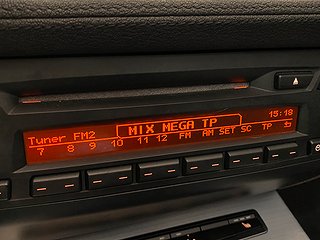 MIX MEGA TP
15:18
Tuner FM2
7 8 9 10 11 12 FM AM SET SC TP